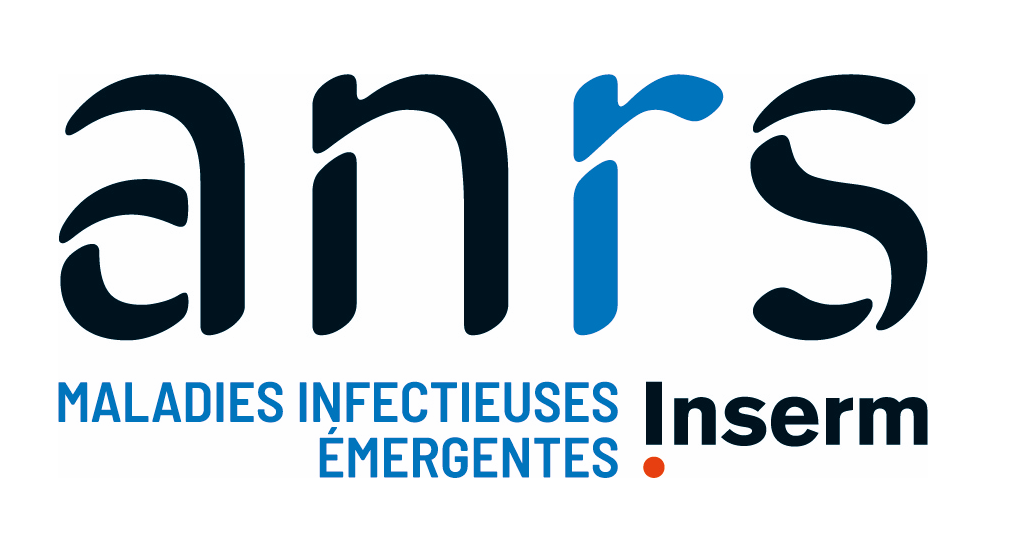 anrs
MALADIES INFECTIEUSES
ÉMERGENTES
Inserm